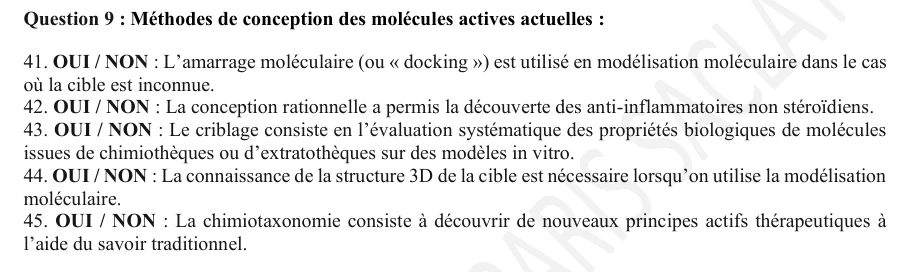 Question 9 : Méthodes de conception des molécules actives actuelles :
41. OUI / NON : L’amarrage moléculaire (ou « docking ») est utilisé en modélisation moléculaire dans le cas
où la cible est inconnue.
42. OUI / NON : La conception rationnelle a permis la découverte des anti-inflammatoires non stéroïdiens.
43. OUI / NON : Le criblage consiste en l’évaluation systématique des propriétés biologiques de molécules
issues de chimiothèques ou d’extratothèques sur des modèles in vitro.
44. OUI / NON : La connaissance de la structure 3D de la cible est nécessaire lorsqu’on utilise la modélisation
moléculaire.
45. OUI / NON : La chimiotaxonomie consiste à découvrir de nouveaux principes actifs thérapeutiques à
l’aide du savoir traditionnel.
PARIS SACLAY